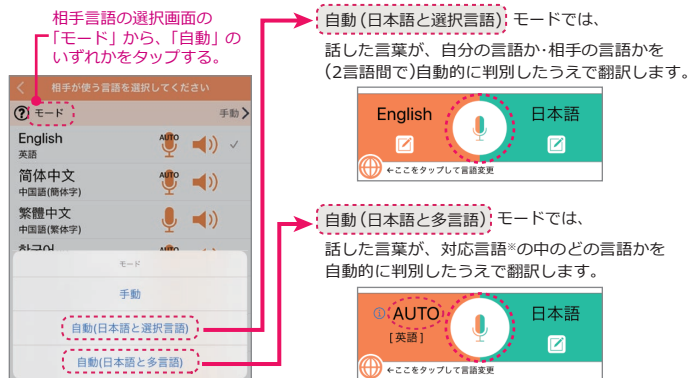 相手言語の選択画面の
「モード」から、「自動」の
いずれかをタップする。
相手が使う言語を選択してください
? モード
手動
English
英語
AUTO
简体中文
中国語(簡体字)
AUTO
繁體中文
中国語(繁体字)
한국어
AUTO
モード
手動
自動(日本語と選択言語)
自動(日本語と多言語)
自動(日本語と選択言語) モードでは、
話した言葉が、自分の言語か・相手の言語かを
(2言語間で)自動的に判別したうえで翻訳します。
English
日本語
←ここをタップして言語変更
自動(日本語と多言語) モードでは、
話した言葉が、対応言語※の中のどの言語かを
自動的に判別したうえで翻訳します。
AUTO
[英語]
日本語
←ここをタップして言語変更